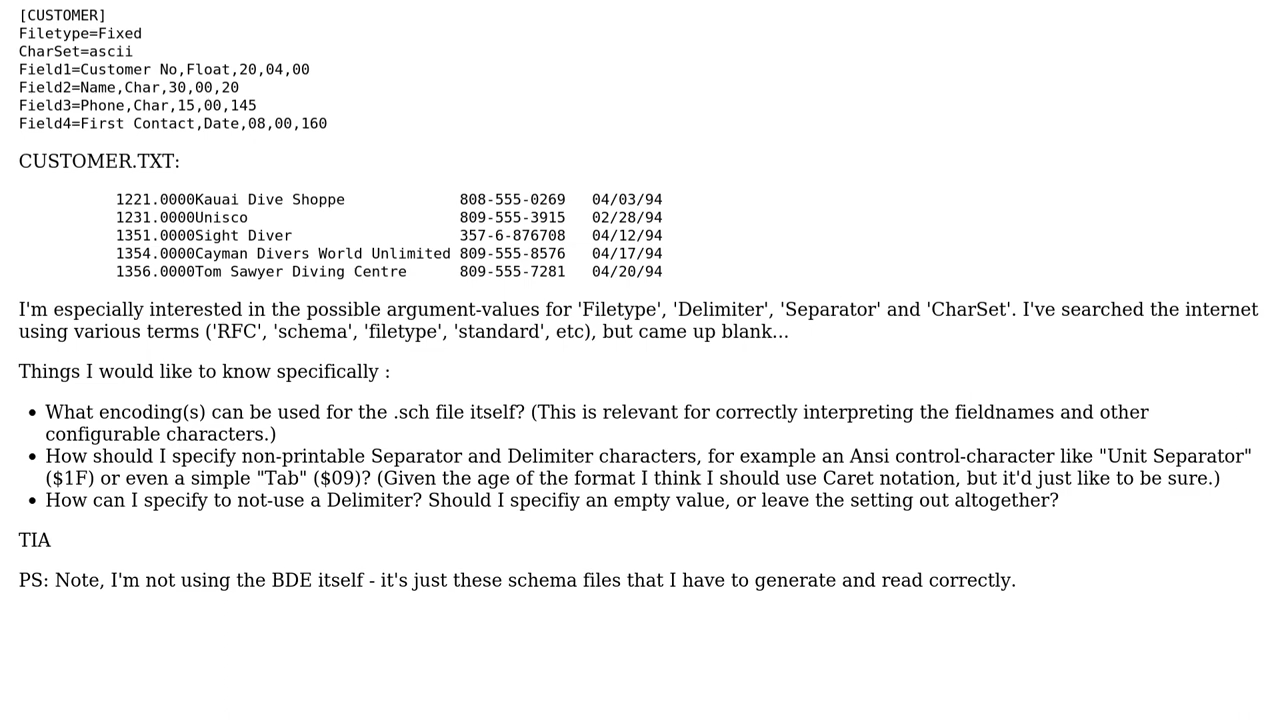 [CUSTOMER]
Filetype=Fixed
CharSet=ascii
Field1=Customer No,Float,20,04,00
Field2=Name,Char,30,00,20
Field3=Phone,Char,15,00,145
Field4=First Contact,Date,08,00,160
CUSTOMER.TXT:
           1221.0000Kauai Dive Shoppe             808-555-0269   04/03/94
           1231.0000Unisco                        809-555-3915   02/28/94
           1351.0000Sight Diver                   357-6-876708   04/12/94
           1354.0000Cayman Divers World Unlimited 809-555-8576   04/17/94
           1356.0000Tom Sawyer Diving Centre      809-555-7281   04/20/94
I'm especially interested in the possible argument-values for 'Filetype', 'Delimiter', 'Separator' and 'CharSet'. I've searched the internet
using various terms ('RFC', 'schema', 'filetype', 'standard', etc), but came up blank...
Things I would like to know specifically :
• What encoding(s) can be used for the .sch file itself? (This is relevant for correctly interpreting the fieldnames and other
configurable characters.)
• How should I specify non-printable Separator and Delimiter characters, for example an Ansi control-character like "Unit Separator"
($1F) or even a simple "Tab" ($09)? (Given the age of the format I think I should use Caret notation, but it'd just like to be sure.)
• How can I specify to not-use a Delimiter? Should I specifiy an empty value, or leave the setting out altogether?
TIA
PS: Note, I'm not using the BDE itself - it's just these schema files that I have to generate and read correctly.